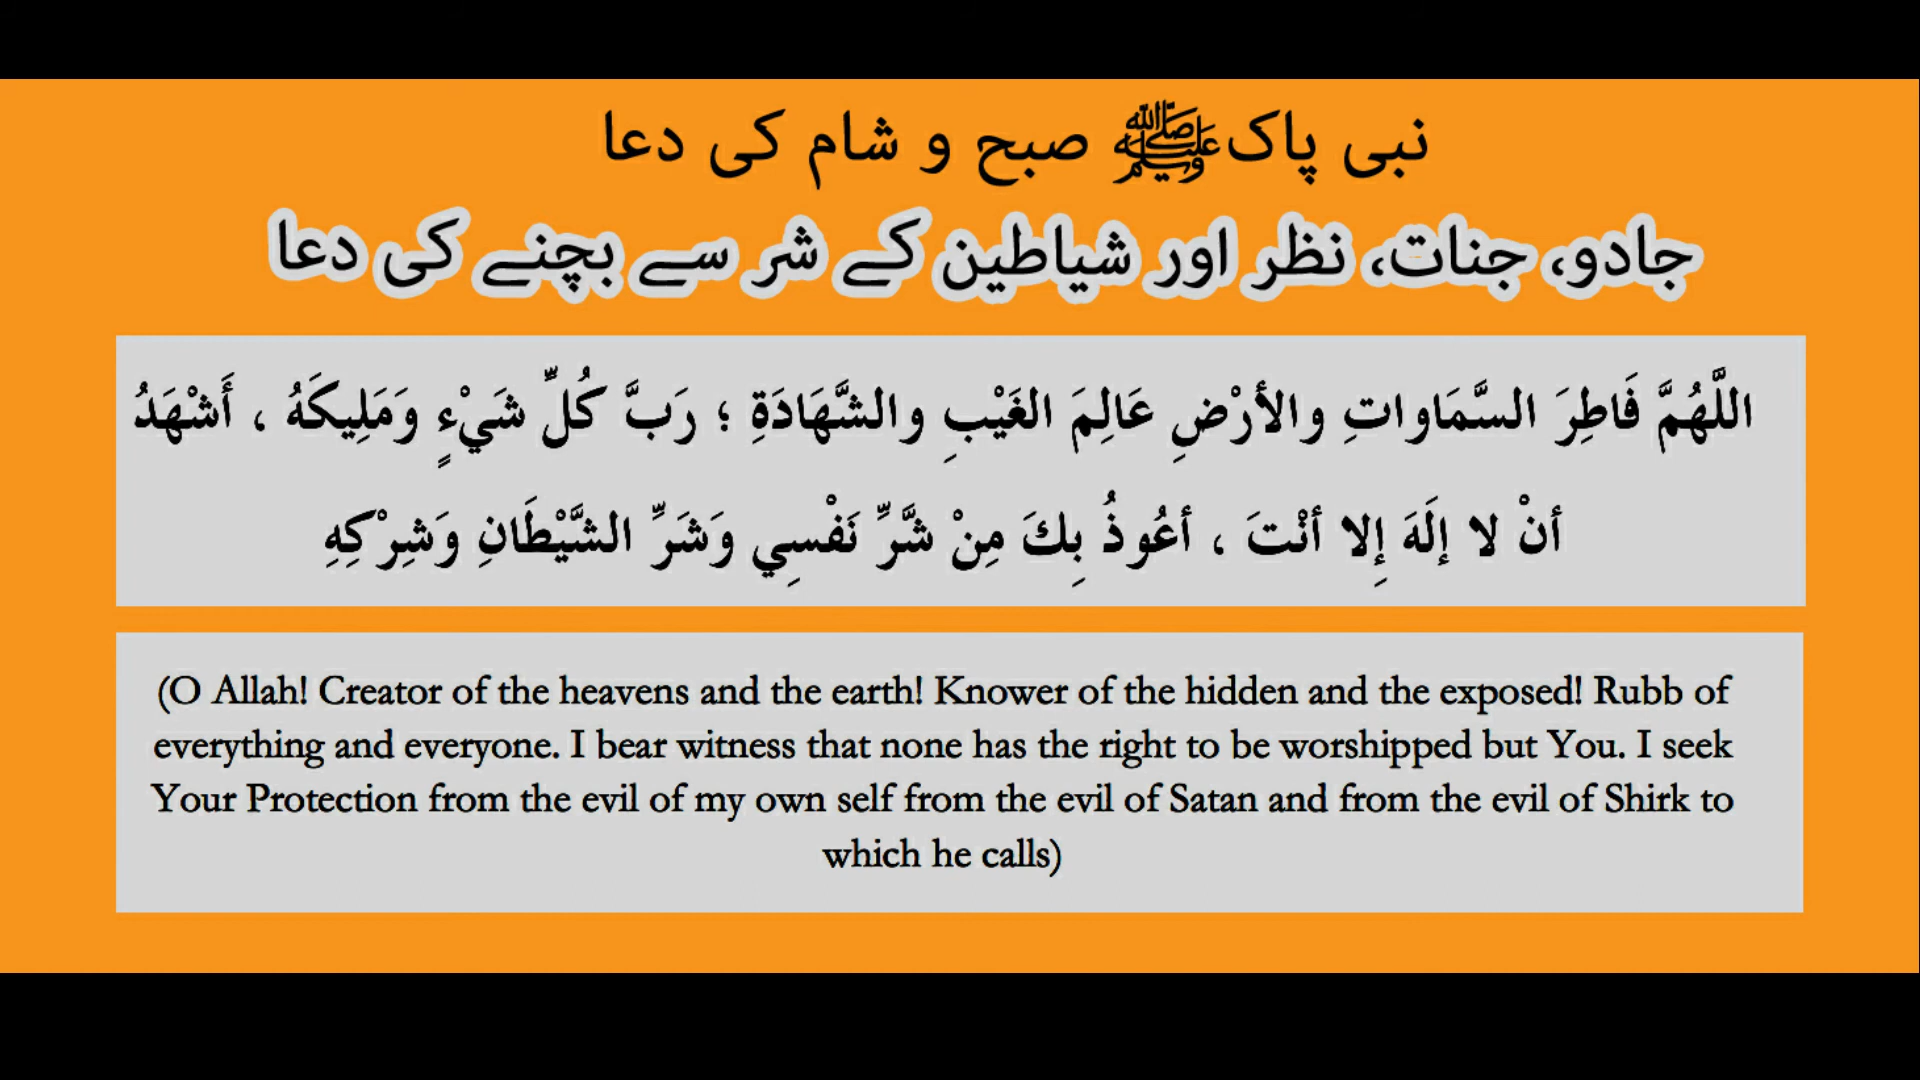 نبی پاکﷺ صبح و شام کی دعا
جادو، جنات، نظر اور شیاطین کے شر سے بچنے کی دعا
اللَّهُمَّ فَاطِرَ السَّمَاواتِ والأرْضِ عَالِمَ الغَيْبِ والشَّهَادَةِ ؛ رَبَّ كُلِّ شَيْءٍ وَمَلِيكَهُ ، أَشْهَدُ
أنْ لا إلَهَ إِلا أنْتَ ، أعُوذُ بِكَ مِنْ شَّرِّ نَفْسِي وَشَرِّ الشَّيْطَانِ وَشِرْكِهِ
(O Allah! Creator of the heavens and the earth! Knower of the hidden and the exposed! Rubb of
everything and everyone. I bear witness that none has the right to be worshipped but You. I seek
Your Protection from the evil of my own self from the evil of Satan and from the evil of Shirk to
which he calls)